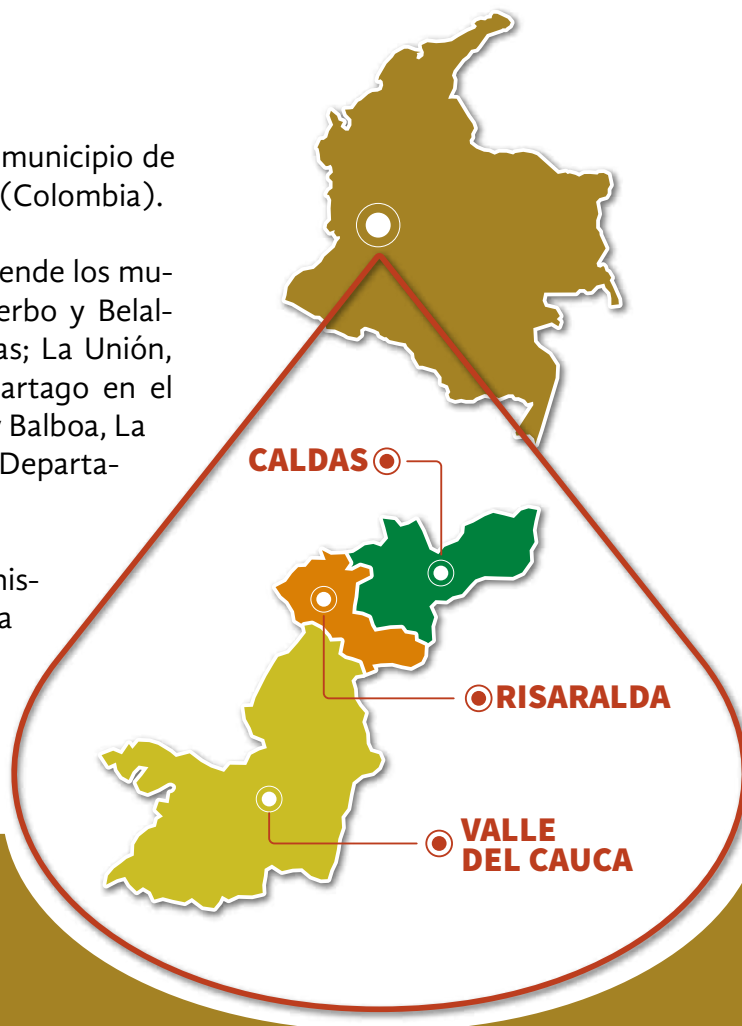 municipio de
(Colombia).
ende los mu-
erbo y Belal-
as; La Unión,
artago en el
y Balboa, La
Departa-
nis-
a
CALDAS
RISARALDA
VALLE
DEL CAUCA